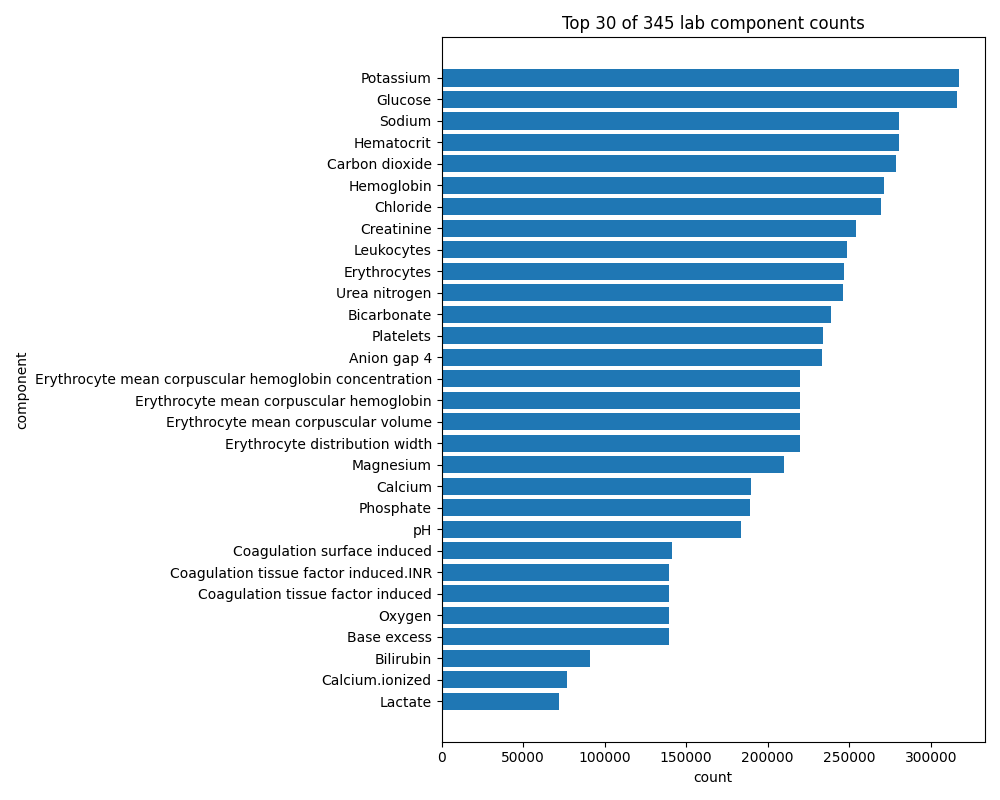 Top 30 of 345 lab component counts
component
Potassium
Glucose
Sodium
Hematocrit
Carbon dioxide
Hemoglobin
Chloride
Creatinine
Leukocytes
Erythrocytes
Urea nitrogen
Bicarbonate
Platelets
Anion gap 4
Erythrocyte mean corpuscular hemoglobin concentration
Erythrocyte mean corpuscular hemoglobin
Erythrocyte mean corpuscular volume
Erythrocyte distribution width
Magnesium
Calcium
Phosphate
pH
Coagulation surface induced
Coagulation tissue factor induced.INR
Coagulation tissue factor induced
Oxygen
Base excess
Bilirubin
Calcium.ionized
Lactate
0 50000 100000 150000 200000 250000 300000
count